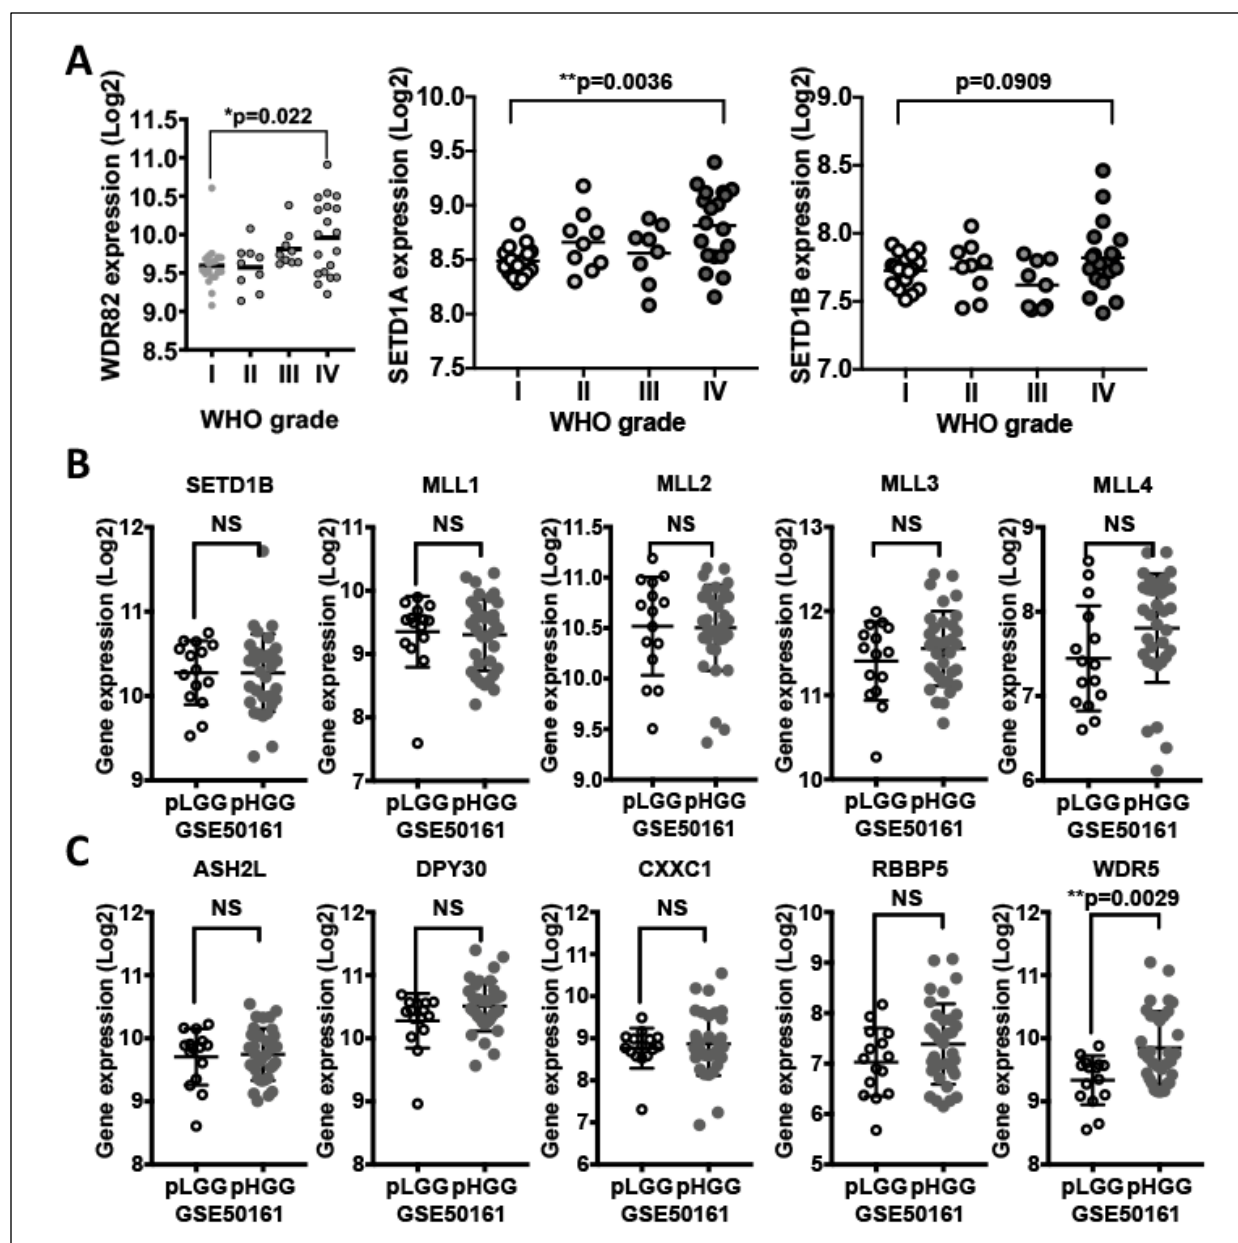 A
WDR82 expression (Log2)
11.5
11.0
10.5
10.0
9.5
9.0
8.5
*p=0.022
I II III IV
WHO grade
SETD1A expression (Log2)
10.0
9.5
9.0
8.5
8.0
7.5
**p=0.0036
I II III IV
WHO grade
SETD1B expression (Log2)
9.0
8.5
8.0
7.5
7.0
p=0.0909
I II III IV
WHO grade
B
SETD1B
Gene expression (Log2)
12
11
10
9
NS
pLGG pHGG
GSE50161
MLL1
Gene expression (Log2)
11
10
9
8
7
NS
pLGG pHGG
GSE50161
MLL2
Gene expression (Log2)
11.5
11.0
10.5
10.0
9.5
9.0
NS
pLGG pHGG
GSE50161
MLL3
Gene expression (Log2)
13
12
11
10
NS
pLGG pHGG
GSE50161
MLL4
Gene expression (Log2)
9
8
7
6
NS
pLGG pHGG
GSE50161
C
ASH2L
Gene expression (Log2)
12
11
10
9
8
NS
pLGG pHGG
GSE50161
DPY30
Gene expression (Log2)
12
11
10
9
8
NS
pLGG pHGG
GSE50161
CXXC1
Gene expression (Log2)
12
11
10
9
8
7
6
NS
pLGG pHGG
GSE50161
RBBP5
Gene expression (Log2)
10
9
8
7
6
5
NS
pLGG pHGG
GSE50161
WDR5
Gene expression (Log2)
12
11
10
9
8
**p=0.0029
pLGG pHGG
GSE50161